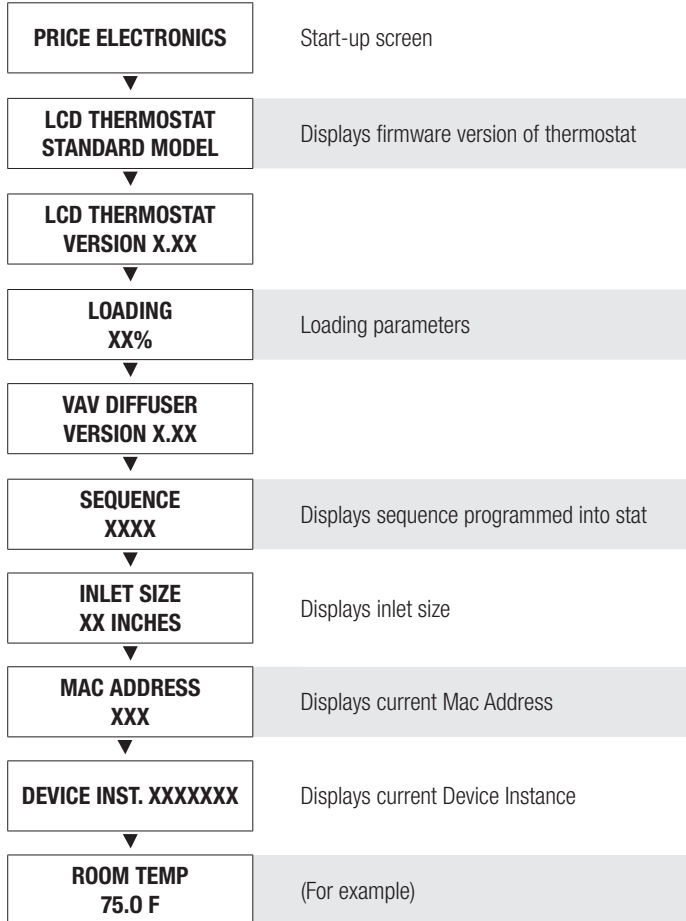 PRICE ELECTRONICS
Start-up screen
LCD THERMOSTAT
STANDARD MODEL
Displays firmware version of thermostat
LCD THERMOSTAT
VERSION X.XX
LOADING
XX%
Loading parameters
VAV DIFFUSER
VERSION X.XX
SEQUENCE
XXXX
Displays sequence programmed into stat
INLET SIZE
XX INCHES
Displays inlet size
MAC ADDRESS
XXX
Displays current Mac Address
DEVICE INST. XXXXXXX
Displays current Device Instance
ROOM TEMP
75.0 F
(For example)